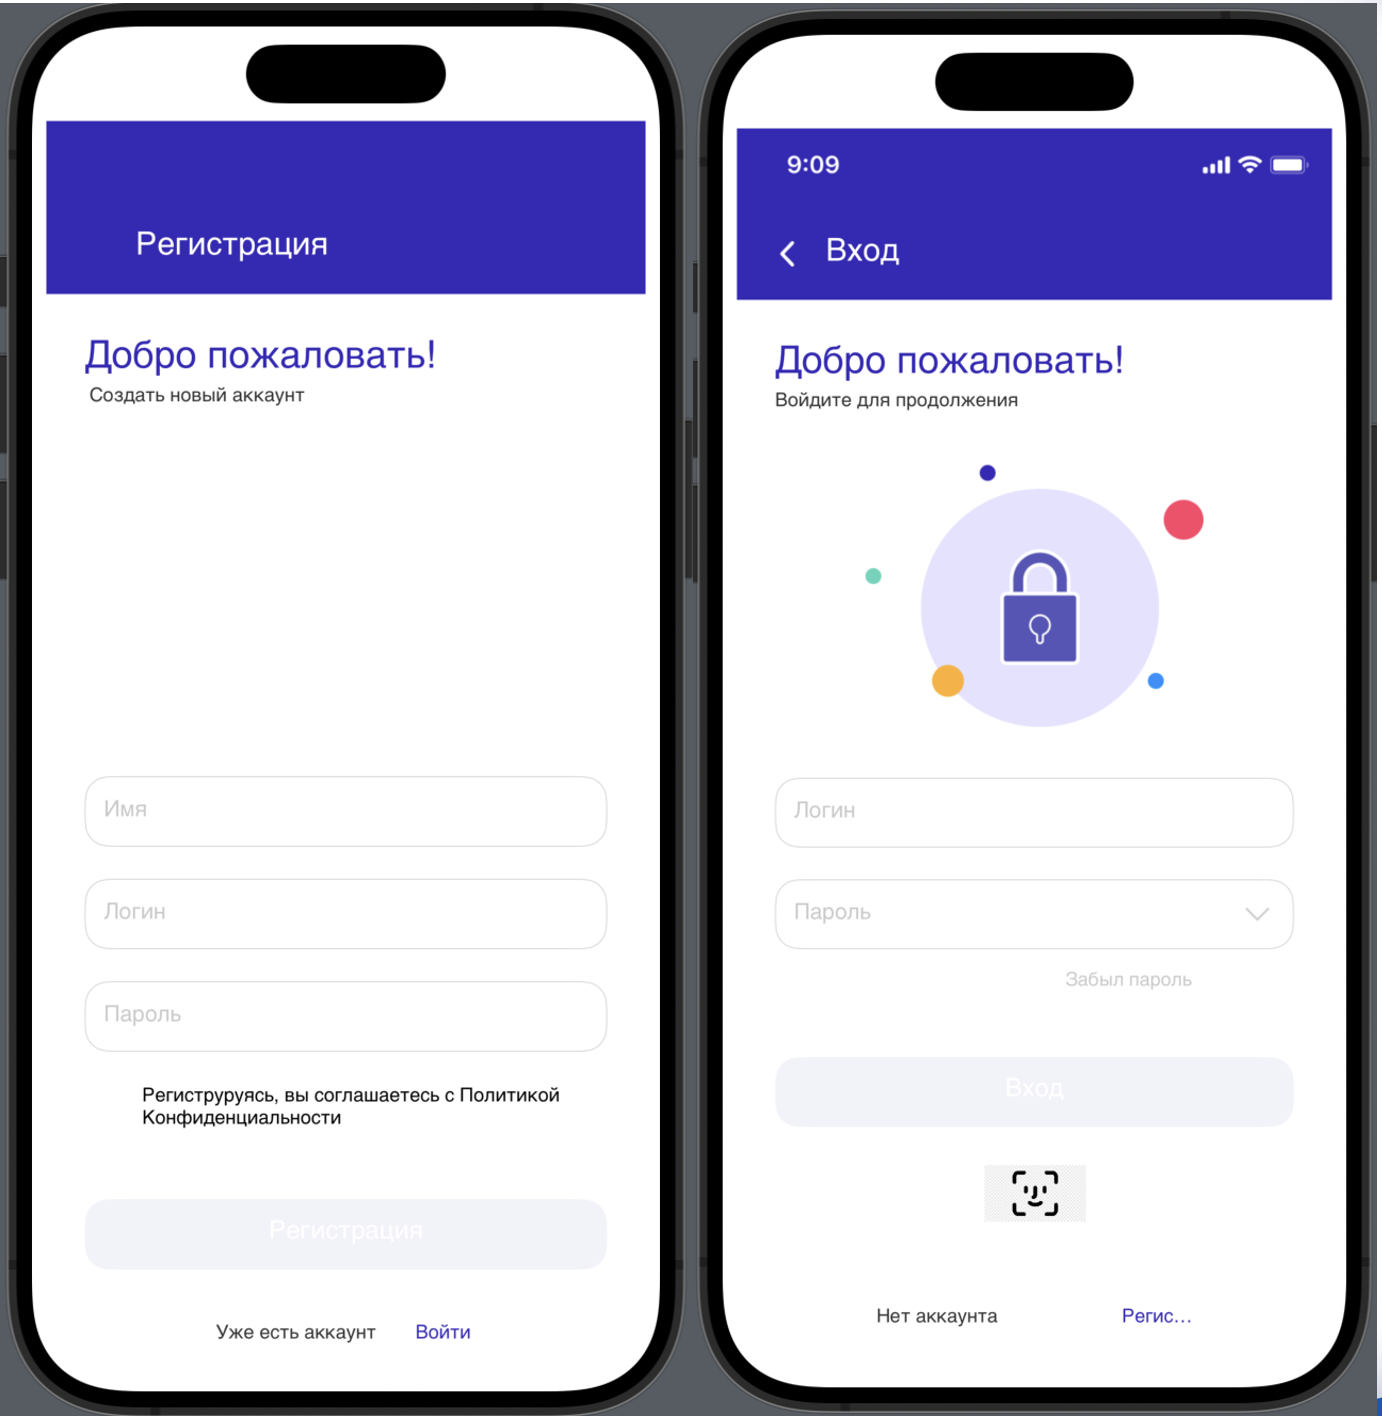 Регистрация
Добро пожаловать!
Создать новый аккаунт
Имя
Логин
Пароль
Региструруясь, вы соглашаетесь с Политикой
Конфиденциальности
Регистрация
Уже есть аккаунт Войти
9:09
Вход
Добро пожаловать!
Войдите для продолжения
Логин
Пароль
Забыл пароль
Вход
Нет аккаунта Регис...